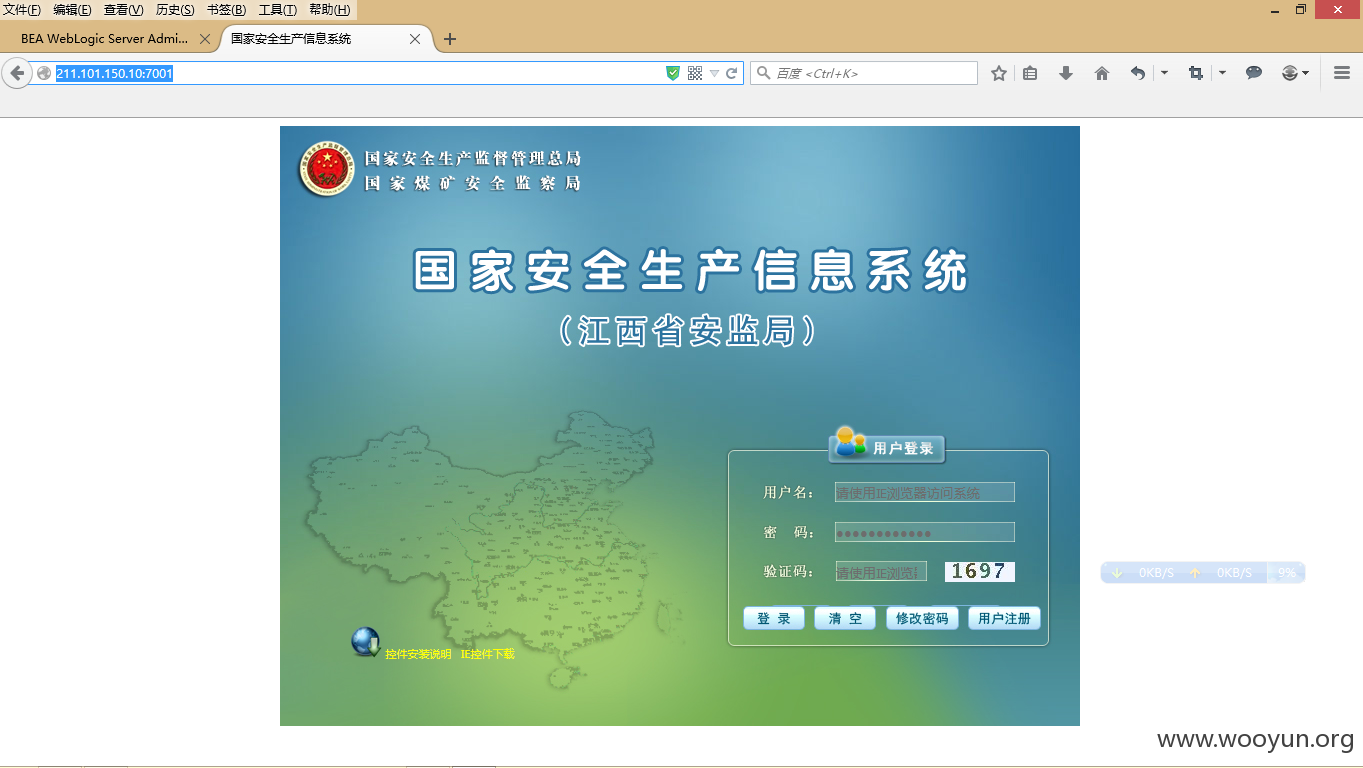 文件(F) 编辑(E) 查看(V) 历史(S) 书签(B) 工具(T) 帮助(H)
BEA WebLogic Server Admi...
国家安全生产信息系统
211.101.150.10:7001
百度 <Ctrl+K>
国家安全生产监督管理总局
国家煤矿安全监察局
国家安全生产信息系统
（江西省安监局）
用户登录
用户名：
请使用IE浏览器访问系统
密 码：
验证码：
请使用IE浏览
1697
登 录
清 空
修改密码
用户注册
控件安装说明 IE控件下载
0KB/S 0KB/S 9%
www.wooyun.org